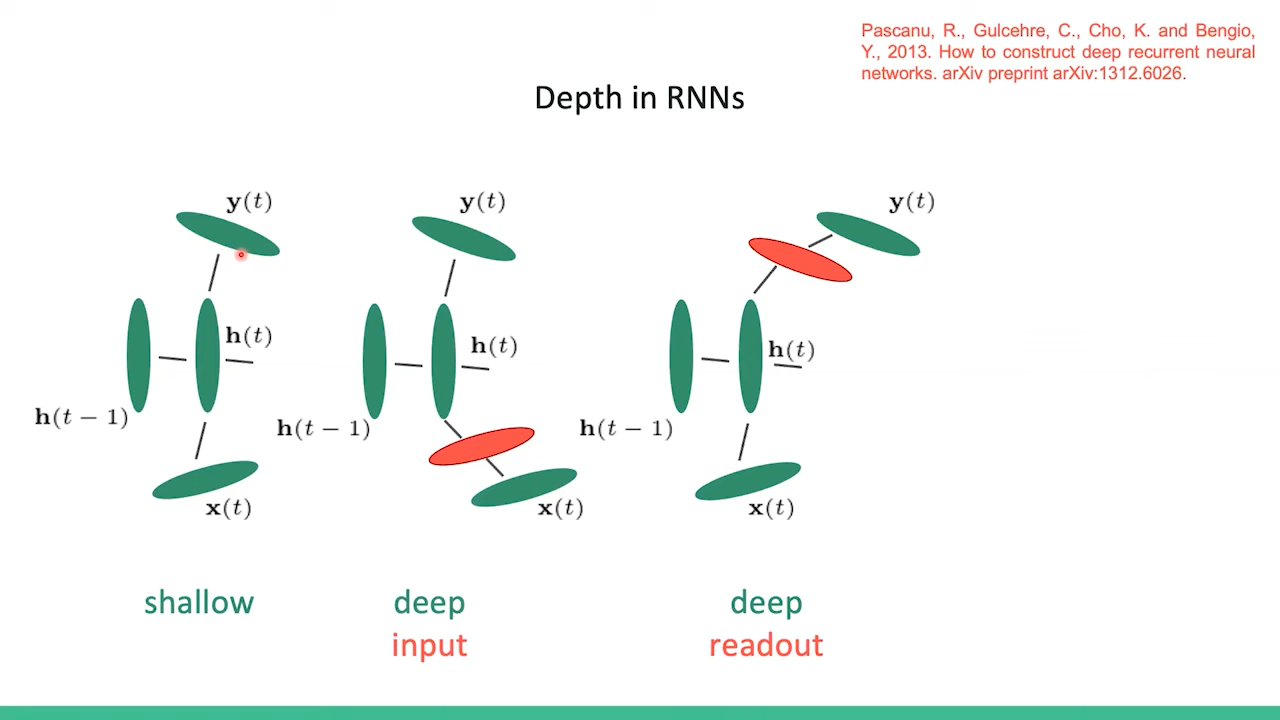 Pascanu, R., Gulcehre, C., Cho, K. and Bengio,
Y., 2013. How to construct deep recurrent neural
networks. arXiv preprint arXiv:1312.6026.
Depth in RNNs
y(t)
h(t)
h(t − 1)
x(t)
shallow
y(t)
h(t)
h(t − 1)
x(t)
deep
input
y(t)
h(t)
h(t − 1)
x(t)
deep
readout